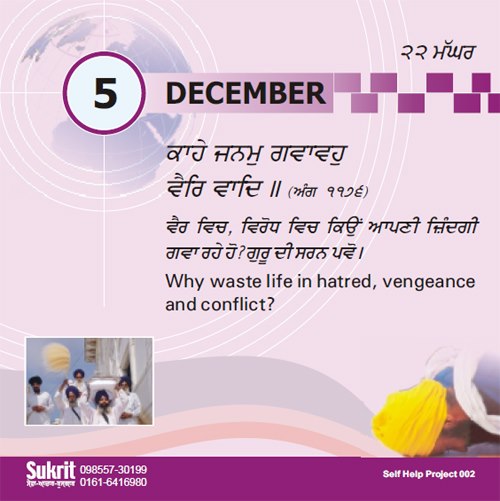 ੨੨ ਮੱਘਰ
5 DECEMBER
ਕਾਹੇ ਜਨਮੁ ਗਵਾਵਹੁ
ਵੈਰਿ ਵਾਦਿ ॥ (ਅੰਗ ੧੧੭੬)
ਵੈਰ ਵਿਚ, ਵਿਰੋਧ ਵਿਚ ਕਿਉਂ ਆਪਣੀ ਜ਼ਿੰਦਗੀ
ਗਵਾ ਰਹੇ ਹੋ? ਗੁਰੂ ਦੀ ਸਰਨ ਪਵੋ।
Why waste life in hatred, vengeance
and conflict?
Sukrit 098557-30199
0161-6416980
Self Help Project 002